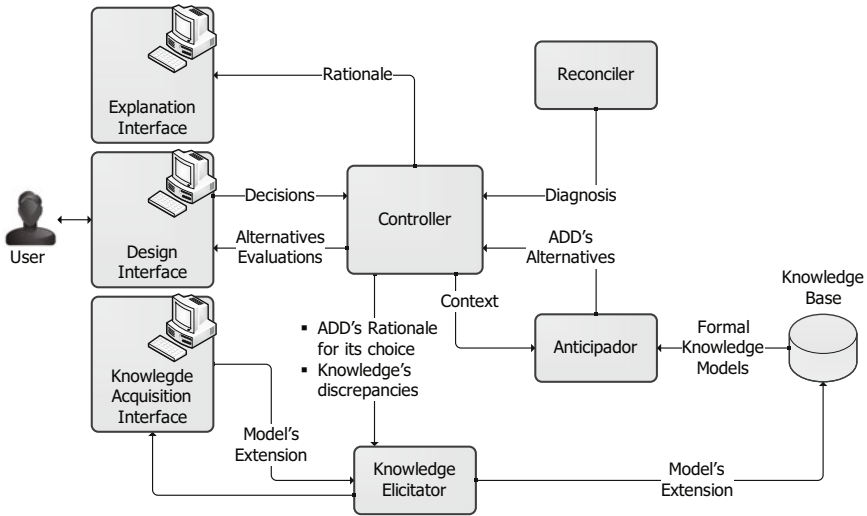 Explanation
Interface
Rationale
Reconciler
User
Design
Interface
Decisions
Alternatives
Evaluations
Controller
Diagnosis
ADD's
Alternatives
Context
Anticipador
Formal
Knowledge
Models
Knowledge
Base
▪ ADD's Rationale
for its choice
▪ Knowledge's
discrepancies
Knowlegde
Acquisition
Interface
Model's
Extension
Knowledge
Elicitator
Model's
Extension